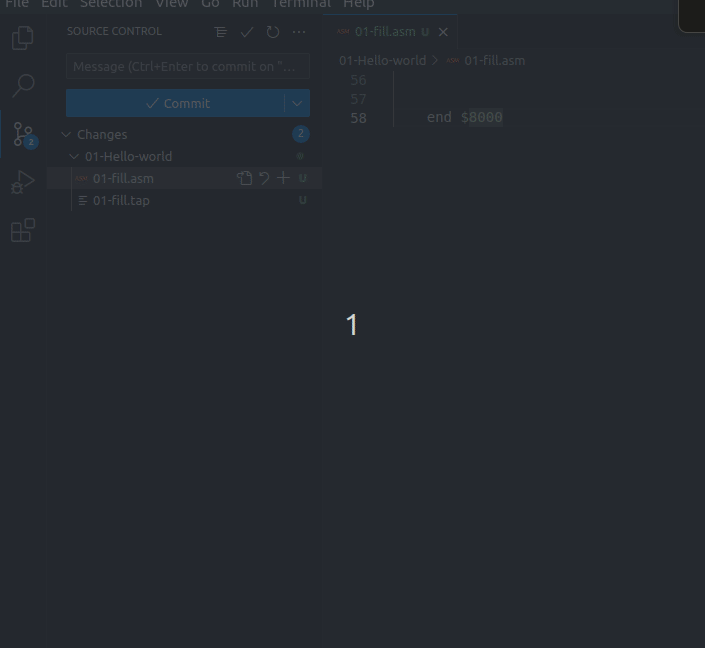 File Edit Selection View Go Run Terminal Help
SOURCE CONTROL
01-fill.asm U
Message (Ctrl+Enter to commit on "...
01-Hello-world > 01-fill.asm
56
Commit
57
58 end $8000
Changes 2
01-Hello-world
01-fill.asm U
01-fill.tap U
2
1